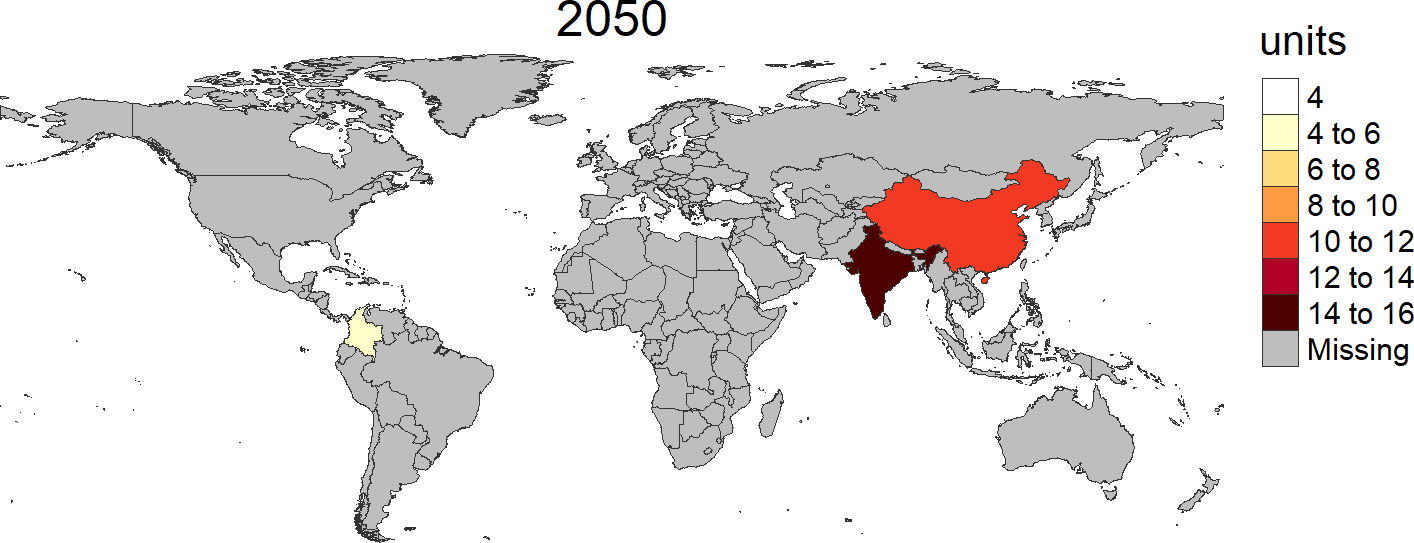 2050
units
4
4 to 6
6 to 8
8 to 10
10 to 12
12 to 14
14 to 16
Missing